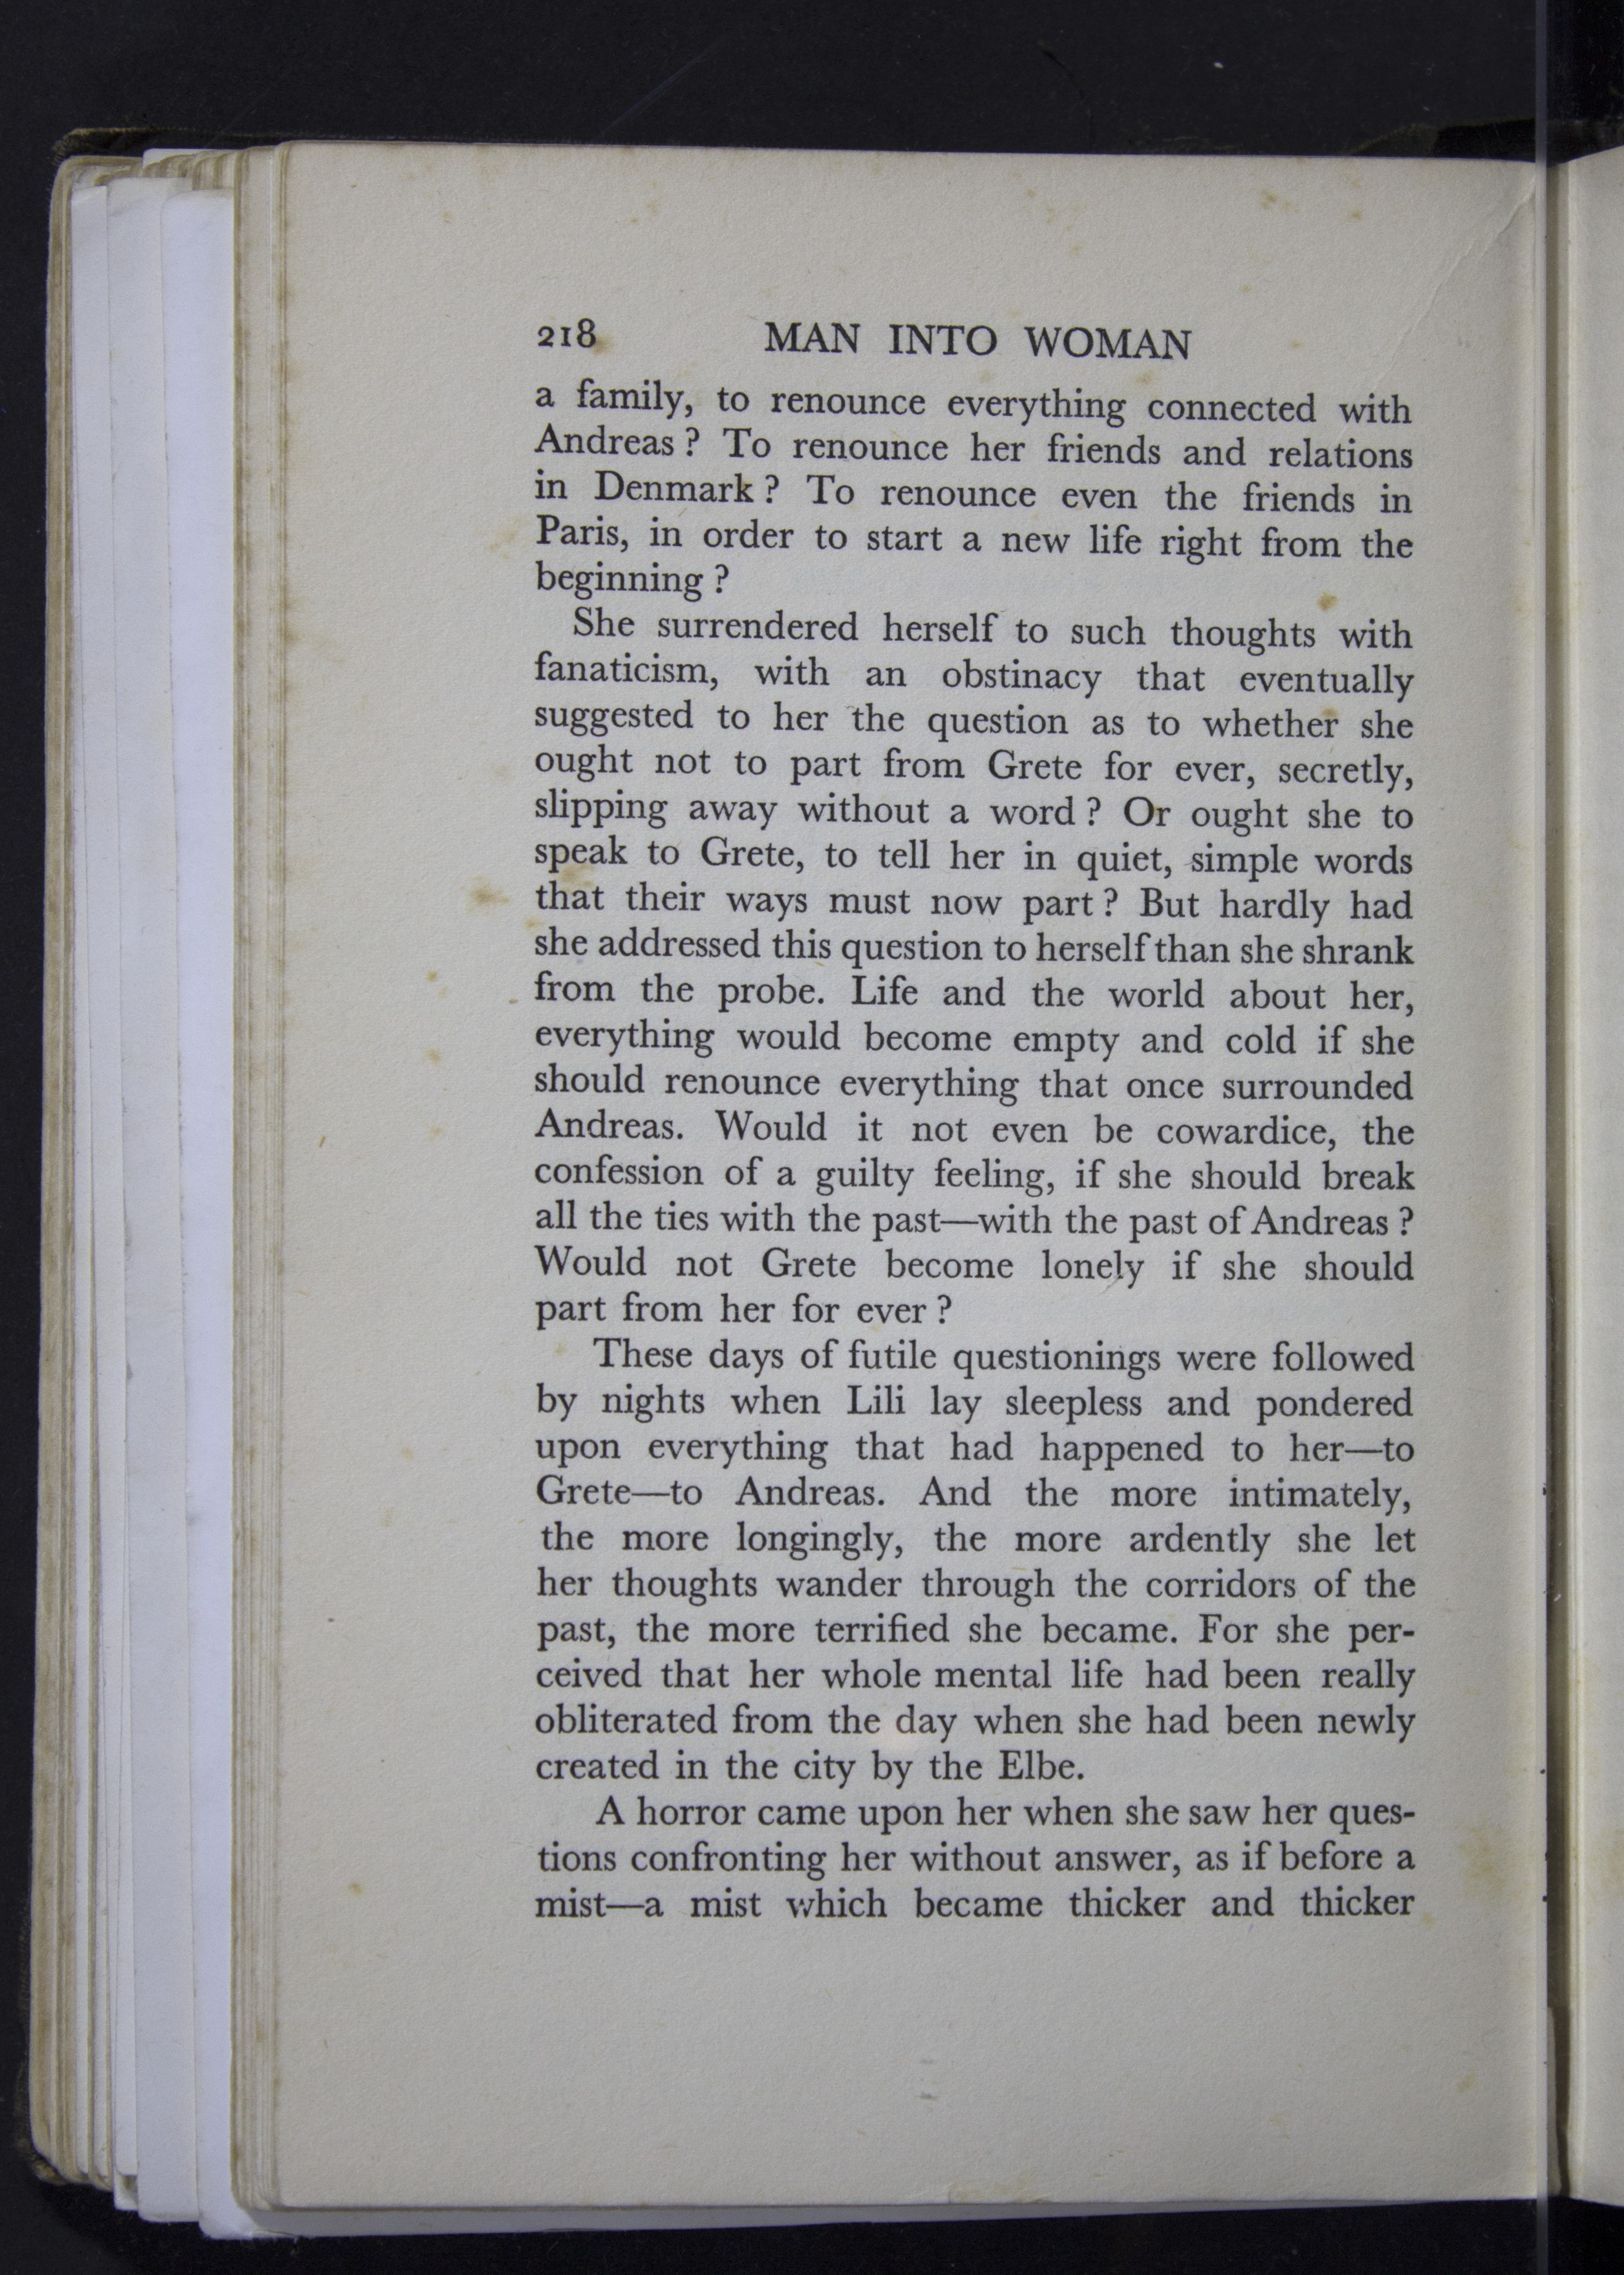 218 MAN INTO WOMAN
a family, to renounce everything connected with
Andreas ? To renounce her friends and relations
in Denmark ? To renounce even the friends in
Paris, in order to start a new life right from the
beginning ?
She surrendered herself to such thoughts with
fanaticism, with an obstinacy that eventually
suggested to her the question as to whether she
ought not to part from Grete for ever, secretly,
slipping away without a word ? Or ought she to
speak to Grete, to tell her in quiet, simple words
that their ways must now part ? But hardly had
she addressed this question to herself than she shrank
from the probe. Life and the world about her,
everything would become empty and cold if she
should renounce everything that once surrounded
Andreas. Would it not even be cowardice, the
confession of a guilty feeling, if she should break
all the ties with the past—with the past of Andreas ?
Would not Grete become lonely if she should
part from her for ever ?
These days of futile questionings were followed
by nights when Lili lay sleepless and pondered
upon everything that had happened to her—to
Grete—to Andreas. And the more intimately,
the more longingly, the more ardently she let
her thoughts wander through the corridors of the
past, the more terrified she became. For she per-
ceived that her whole mental life had been really
obliterated from the day when she had been newly
created in the city by the Elbe.
A horror came upon her when she saw her ques-
tions confronting her without answer, as if before a
mist—a mist which became thicker and thicker